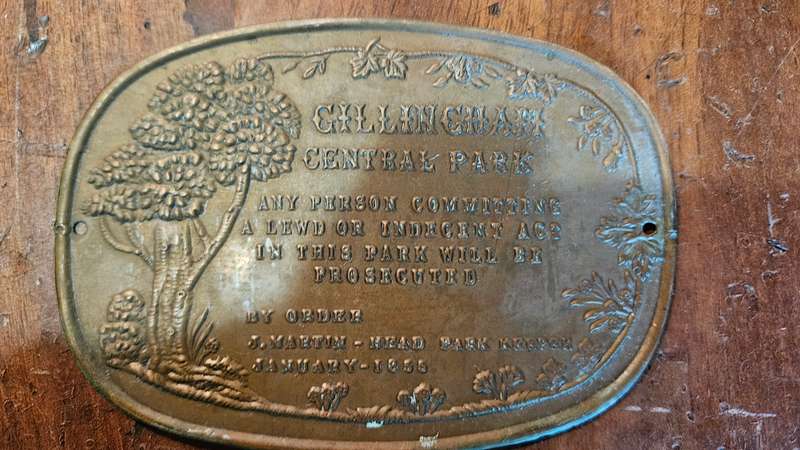 GILLINGHAM
CENTRAL PARK
ANY PERSON COMMITTING
A LEWD OR INDECENT ACT
IN THIS PARK WILL BE
PROSECUTED
BY ORDER
J. MARTIN - HEAD PARK KEEPER
JANUARY -